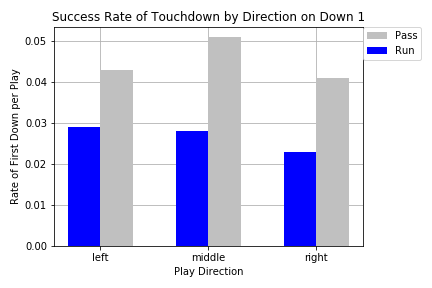 Success Rate of Touchdown by Direction on Down 1
Pass
Run
Rate of First Down per Play
0.05
0.04
0.03
0.02
0.01
0.00
left
middle
right
Play Direction